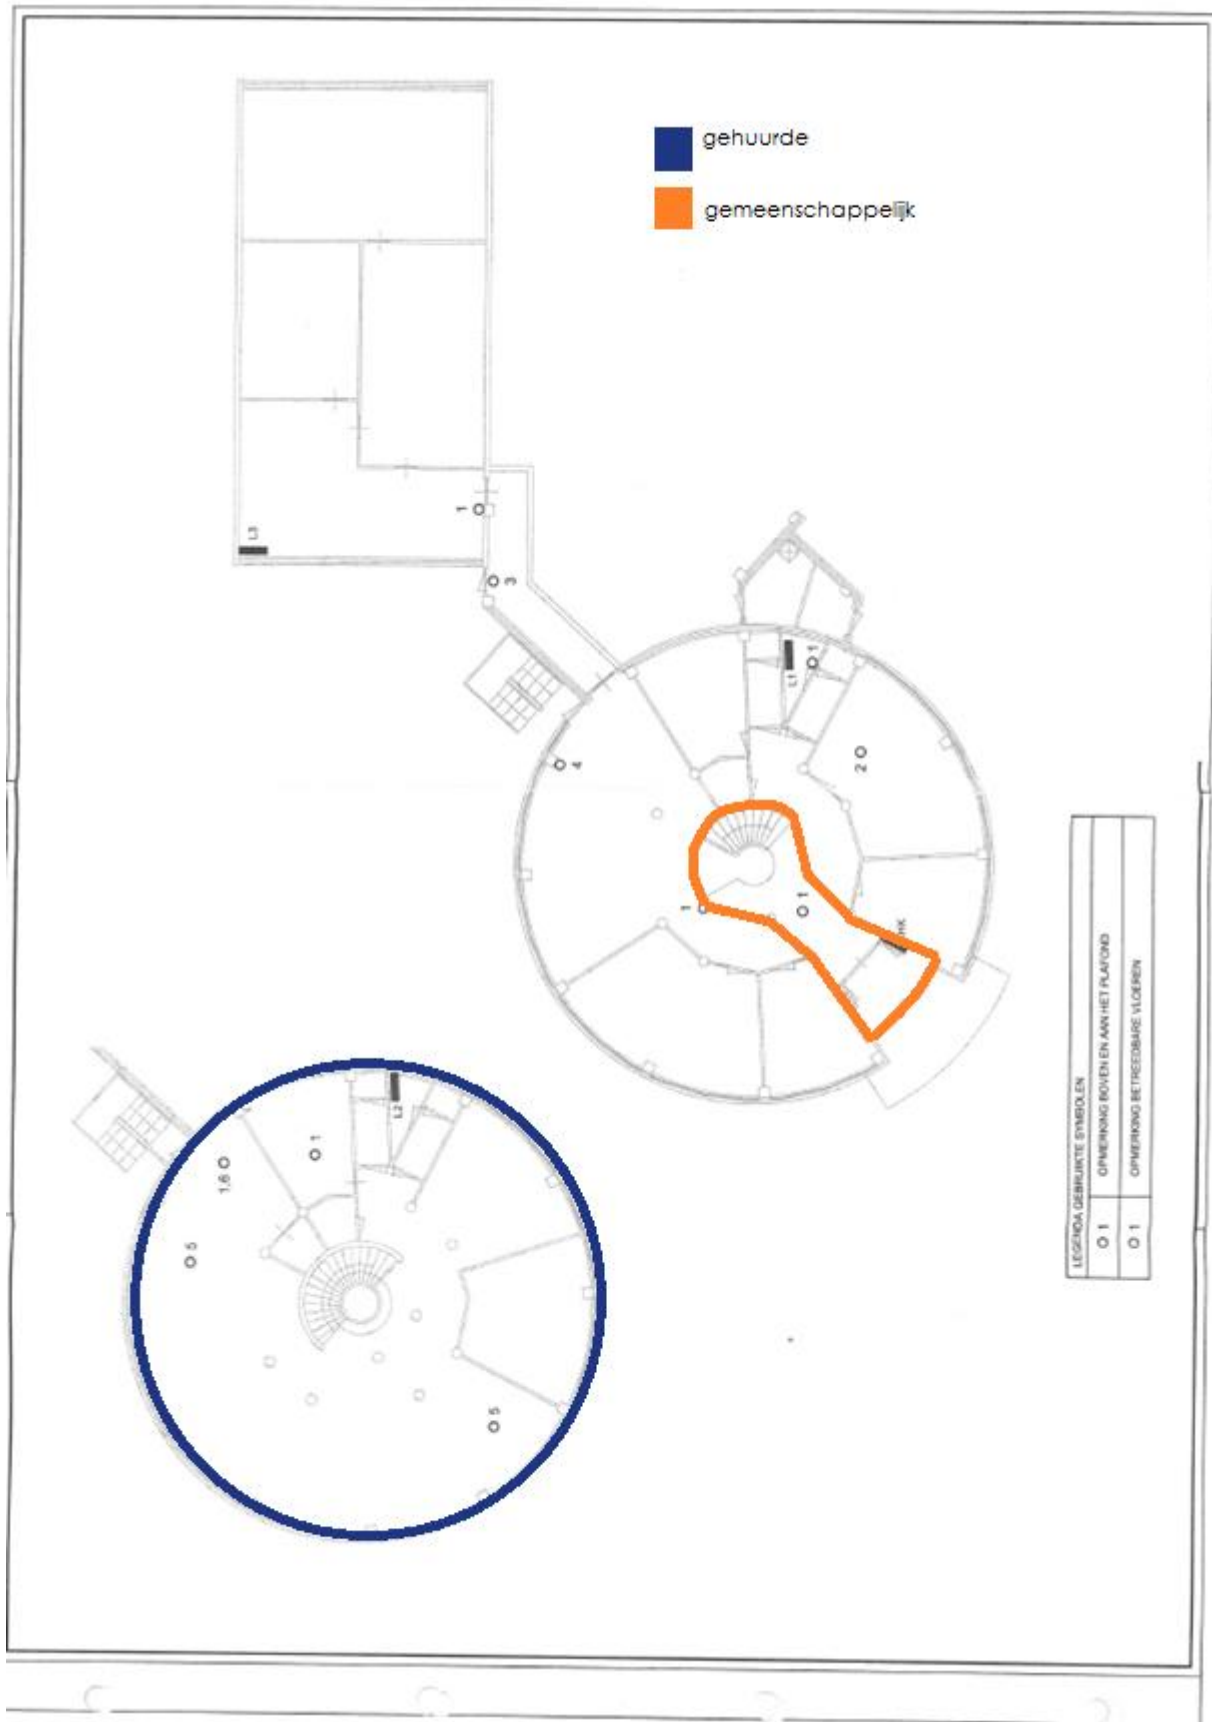 gehuurde
gemeenschappelijk
L3
1
3
L1
1
4
2
1
1
HK
L2
1
1,6
5
5
LEGENDA GEBRUIKTE SYMBOLEN
O 1 OPMERKING BOVEN EN AAN HET PLAFOND
O 1 OPMERKING BETREEDBARE VLOEREN